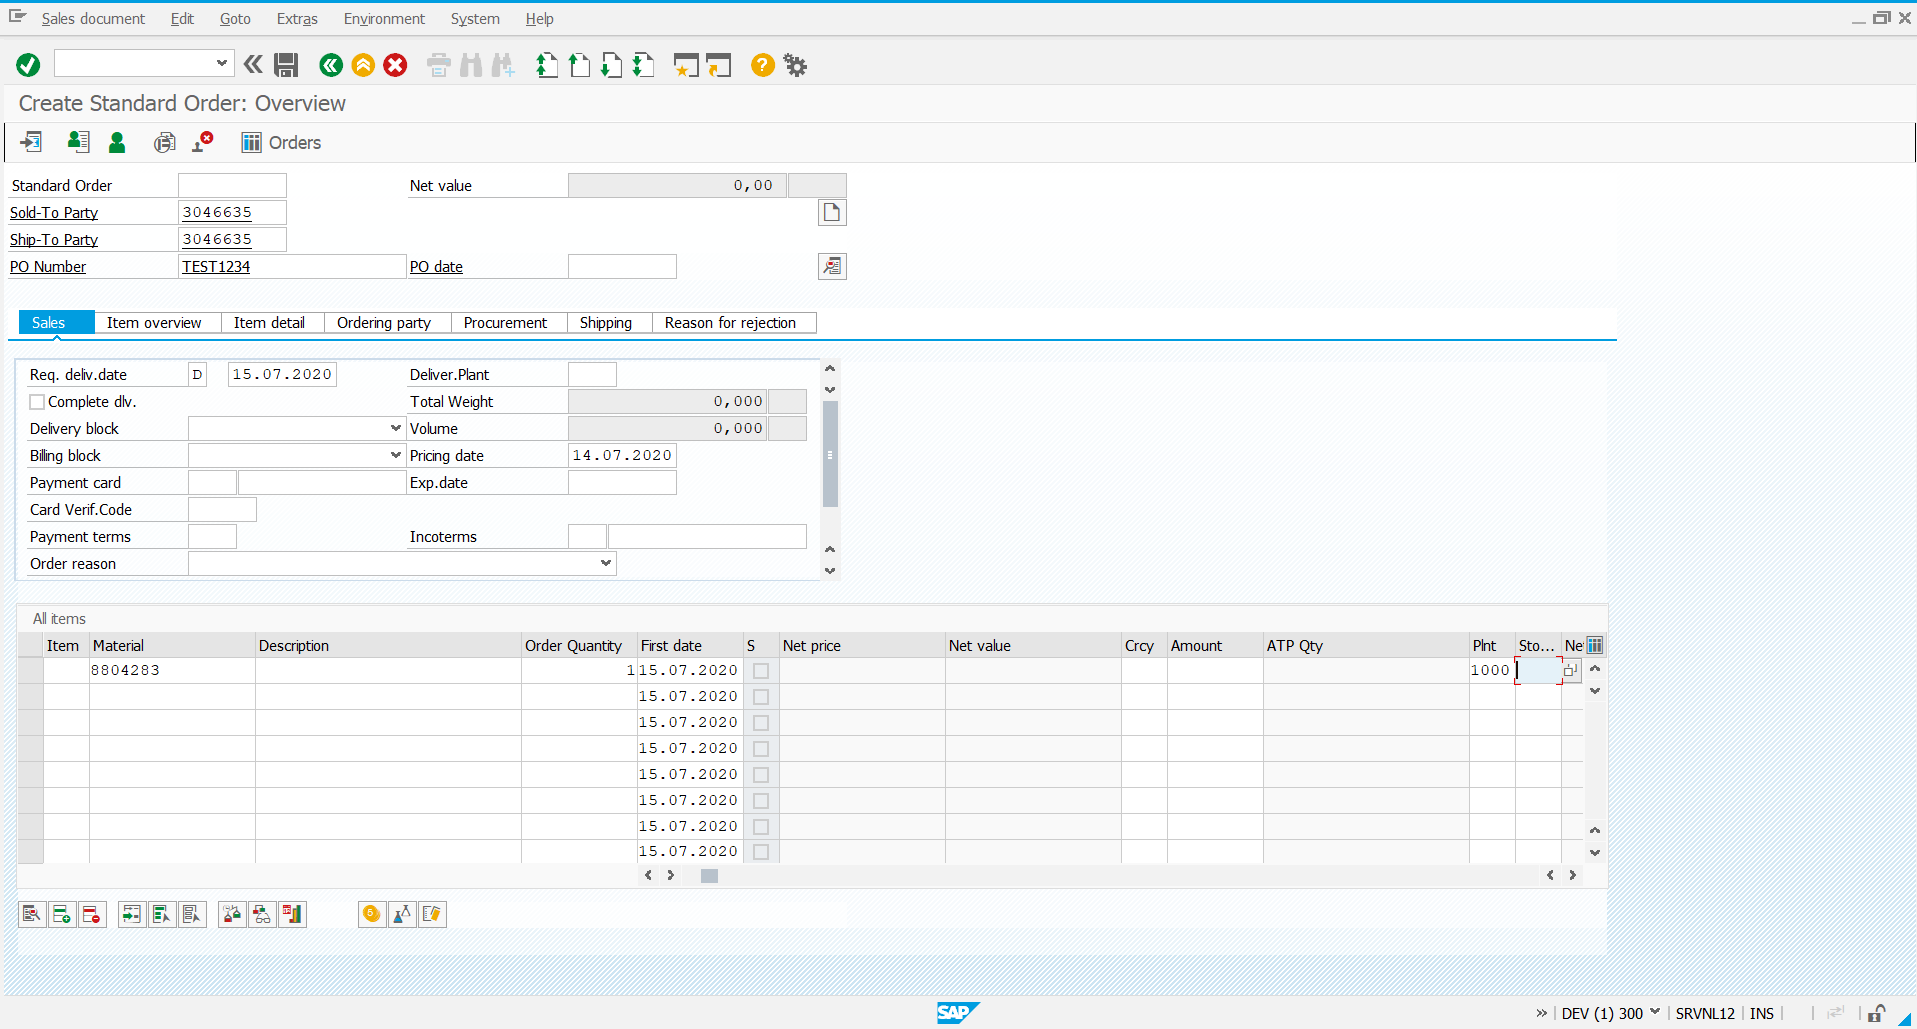 Sales document Edit Goto Extras Environment System Help
Create Standard Order: Overview
Orders
Standard Order Net value 0,00
Sold-To Party 3046635
Ship-To Party 3046635
PO Number TEST1234 PO date
Sales Item overview Item detail Ordering party Procurement Shipping Reason for rejection
Req. deliv.date D 15.07.2020 Deliver.Plant
Complete dlv. Total Weight 0,000
Delivery block Volume 0,000
Billing block Pricing date 14.07.2020
Payment card Exp.date
Card Verif.Code
Payment terms Incoterms
Order reason
All items
Item Material Description Order Quantity First date S Net price Net value Crcy Amount ATP Qty Plnt Sto... Ne
8804283 1 15.07.2020 1000
15.07.2020
15.07.2020
15.07.2020
15.07.2020
15.07.2020
15.07.2020
15.07.2020
SAP » DEV (1) 300 SRVNL12 INS